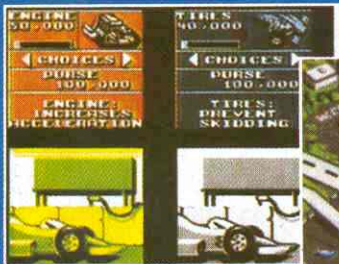 ENGINE
50,000
CHOICES
PURSE
100,000
ENGINE:
INCREASES
ACCELERATION
TIRES
40,000
CHOICES
PURSE
100,000
TIRES:
PREVENT
SKIDDING